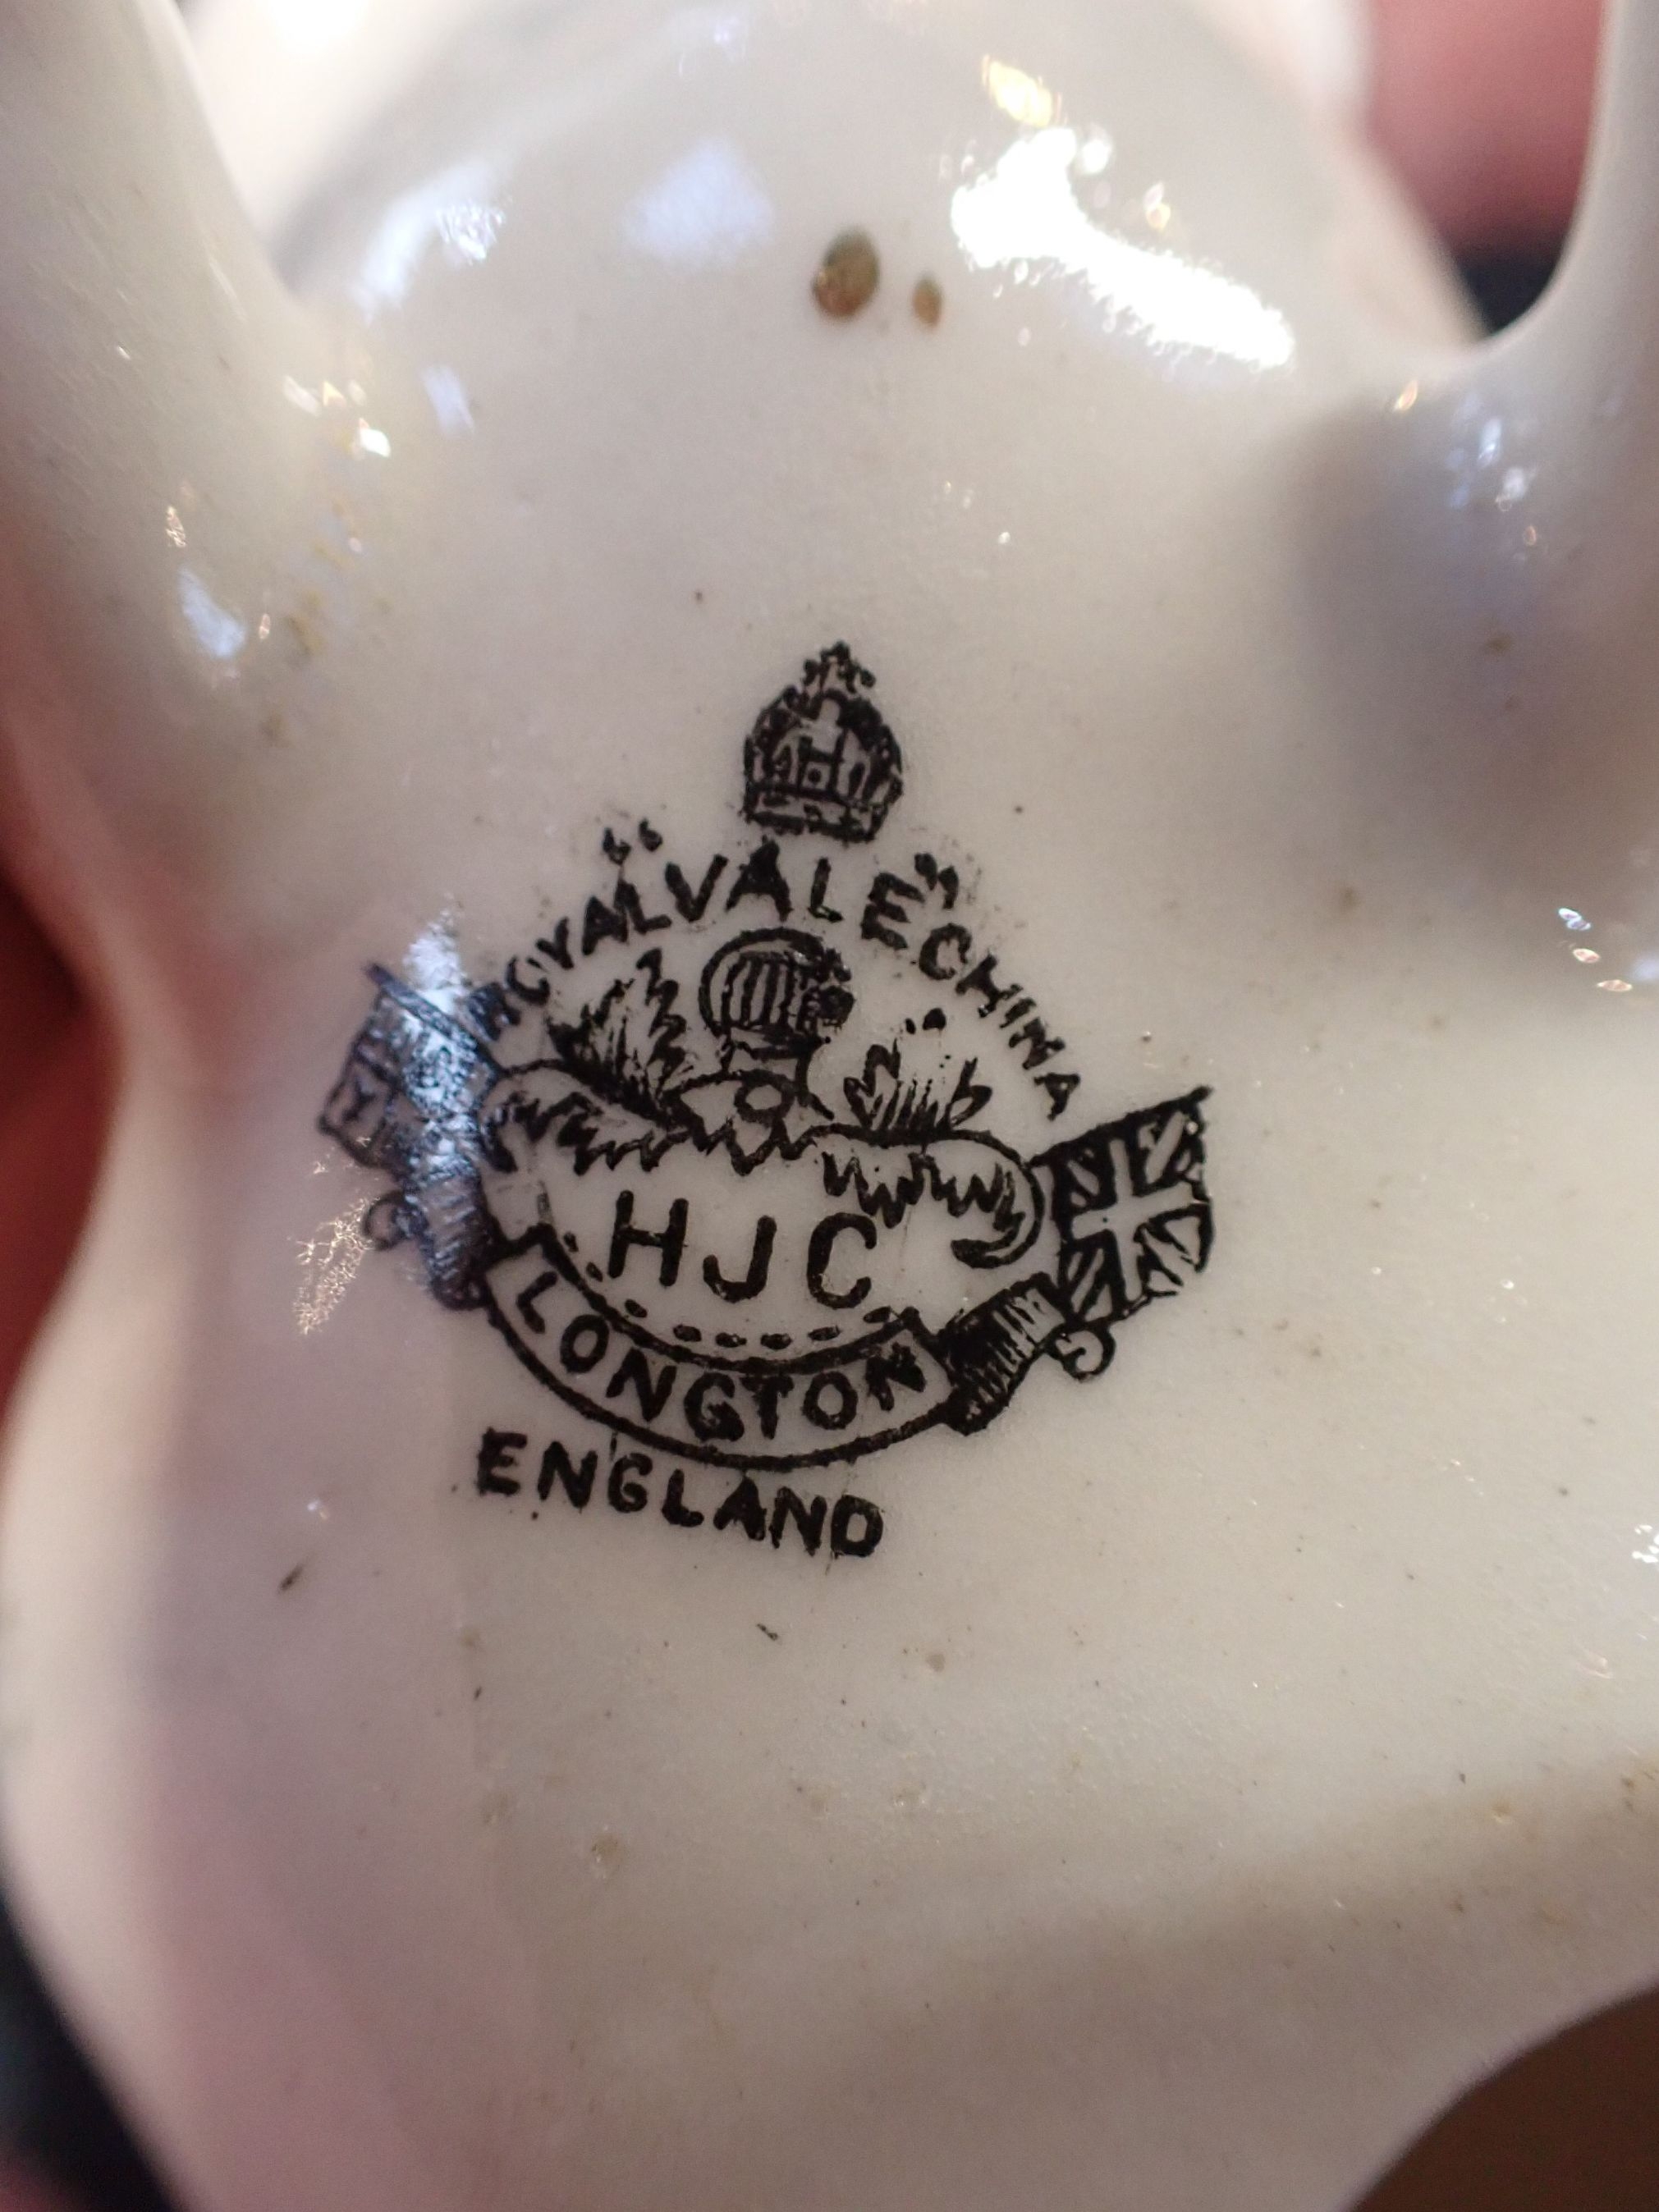 "ROYAL VALE" CHINA
HJC
LONGTON
ENGLAND